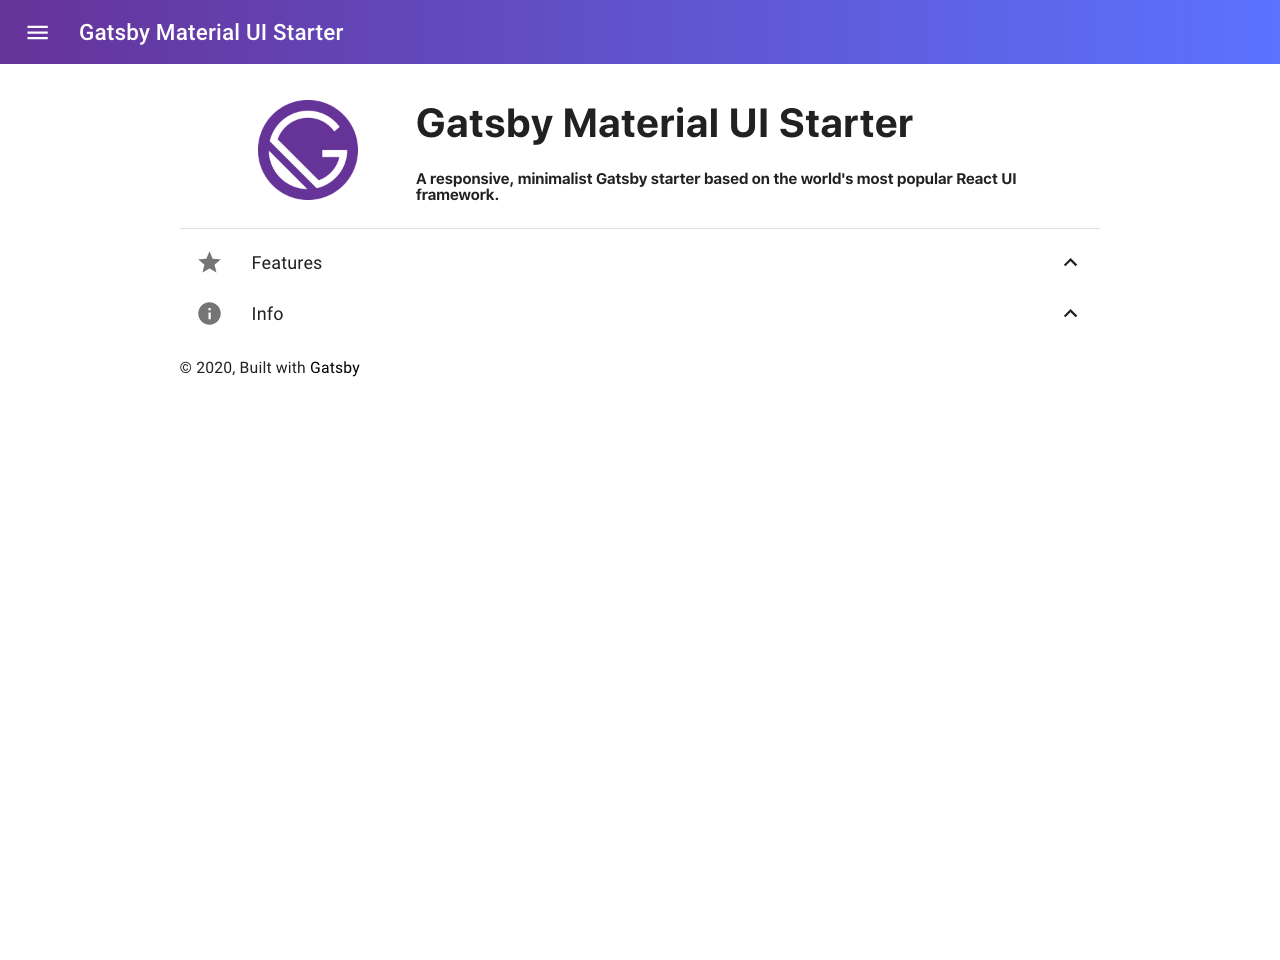 Gatsby Material UI Starter
Gatsby Material UI Starter
A responsive, minimalist Gatsby starter based on the world's most popular React UI
framework.
Features
Info
© 2020, Built with Gatsby